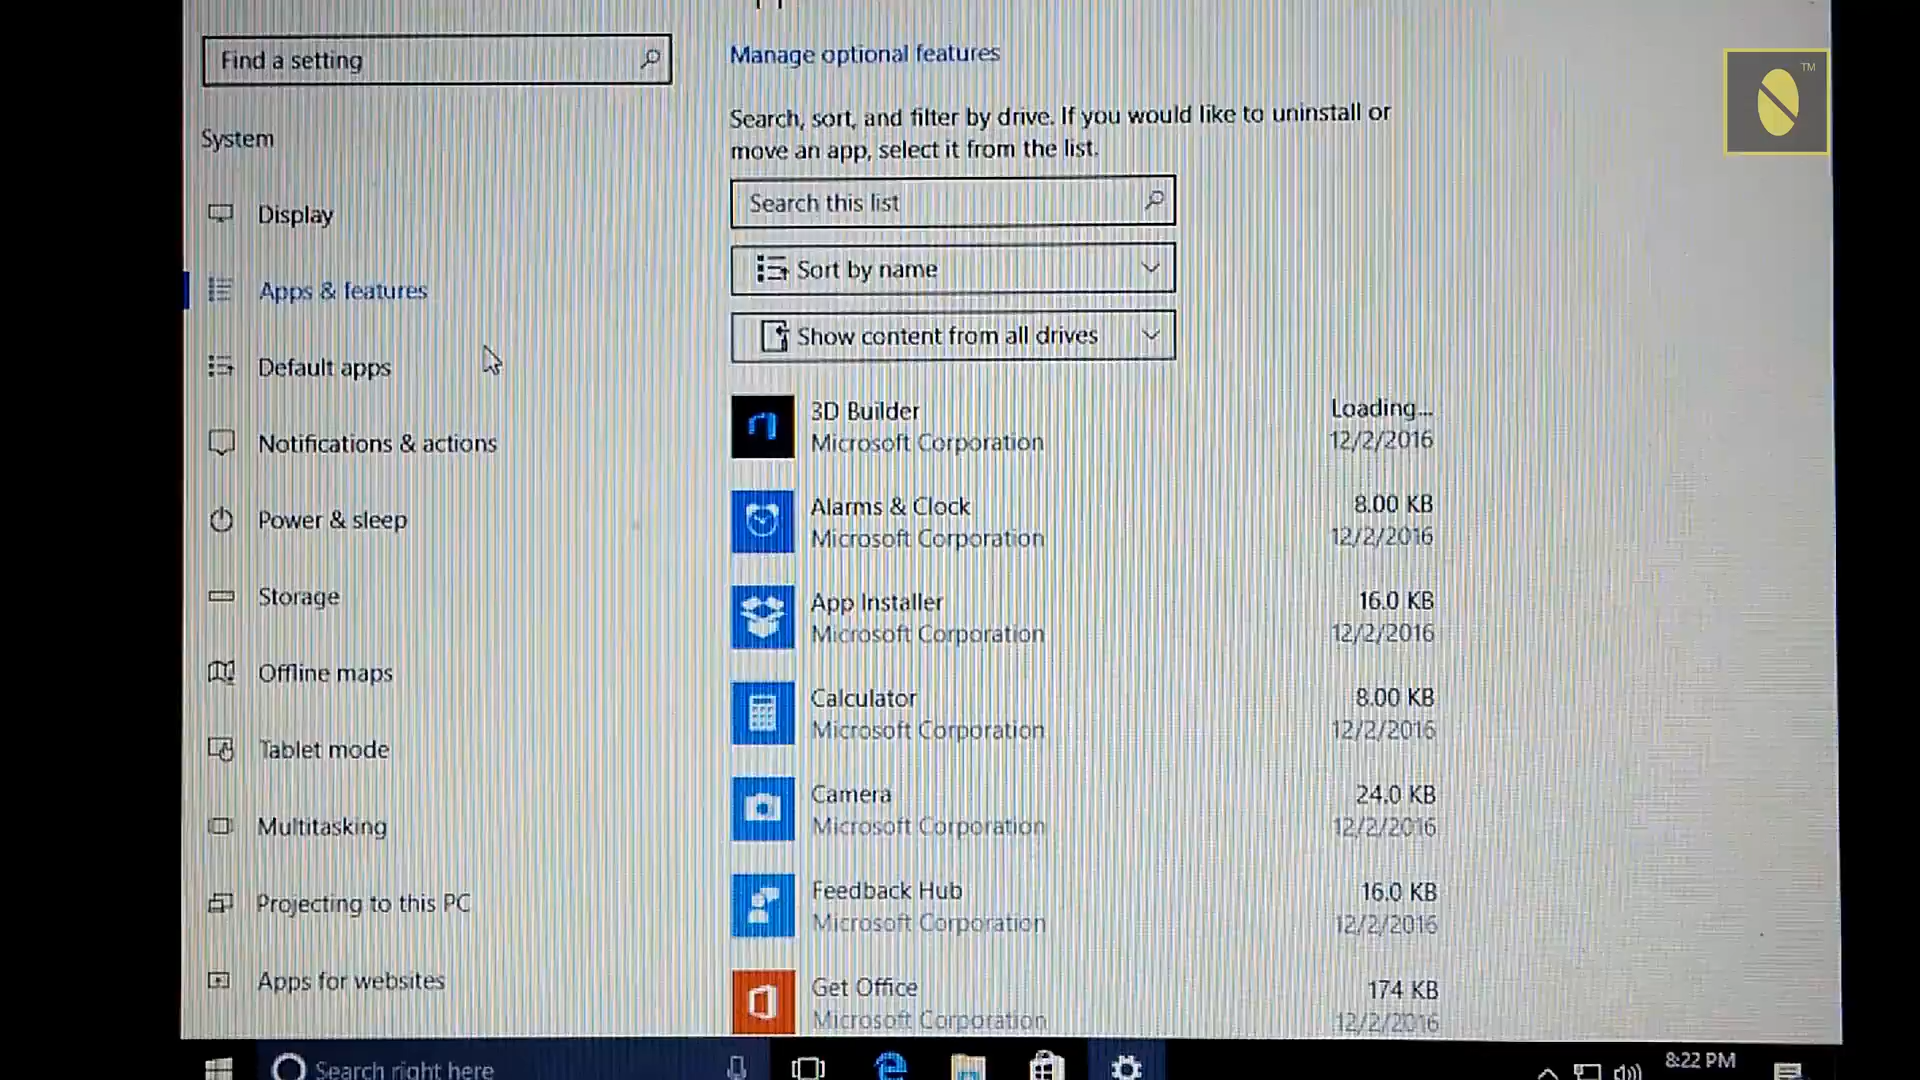 Find a setting
System
Display
Apps & features
Default apps
Notifications & actions
Power & sleep
Storage
Offline maps
Tablet mode
Multitasking
Projecting to this PC
Apps for websites
Manage optional features
Search, sort, and filter by drive. If you would like to uninstall or
move an app, select it from the list.
Search this list
Sort by name
Show content from all drives
3D Builder Loading...
Microsoft Corporation 12/2/2016
Alarms & Clock 8.00 KB
Microsoft Corporation 12/2/2016
App Installer 16.0 KB
Microsoft Corporation 12/2/2016
Calculator 8.00 KB
Microsoft Corporation 12/2/2016
Camera 24.0 KB
Microsoft Corporation 12/2/2016
Feedback Hub 16.0 KB
Microsoft Corporation 12/2/2016
Get Office 174 KB
Microsoft Corporation 12/2/2016
TM
Search right here
8:22 PM